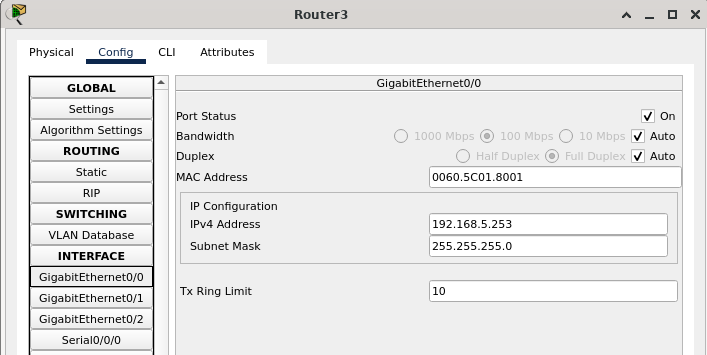 Router3
Physical Config CLI Attributes
GLOBAL
Settings
Algorithm Settings
ROUTING
Static
RIP
SWITCHING
VLAN Database
INTERFACE
GigabitEthernet0/0
GigabitEthernet0/1
GigabitEthernet0/2
Serial0/0/0
GigabitEthernet0/0
Port Status On
Bandwidth 1000 Mbps 100 Mbps 10 Mbps Auto
Duplex Half Duplex Full Duplex Auto
MAC Address 0060.5C01.8001
IP Configuration
IPv4 Address 192.168.5.253
Subnet Mask 255.255.255.0
Tx Ring Limit 10